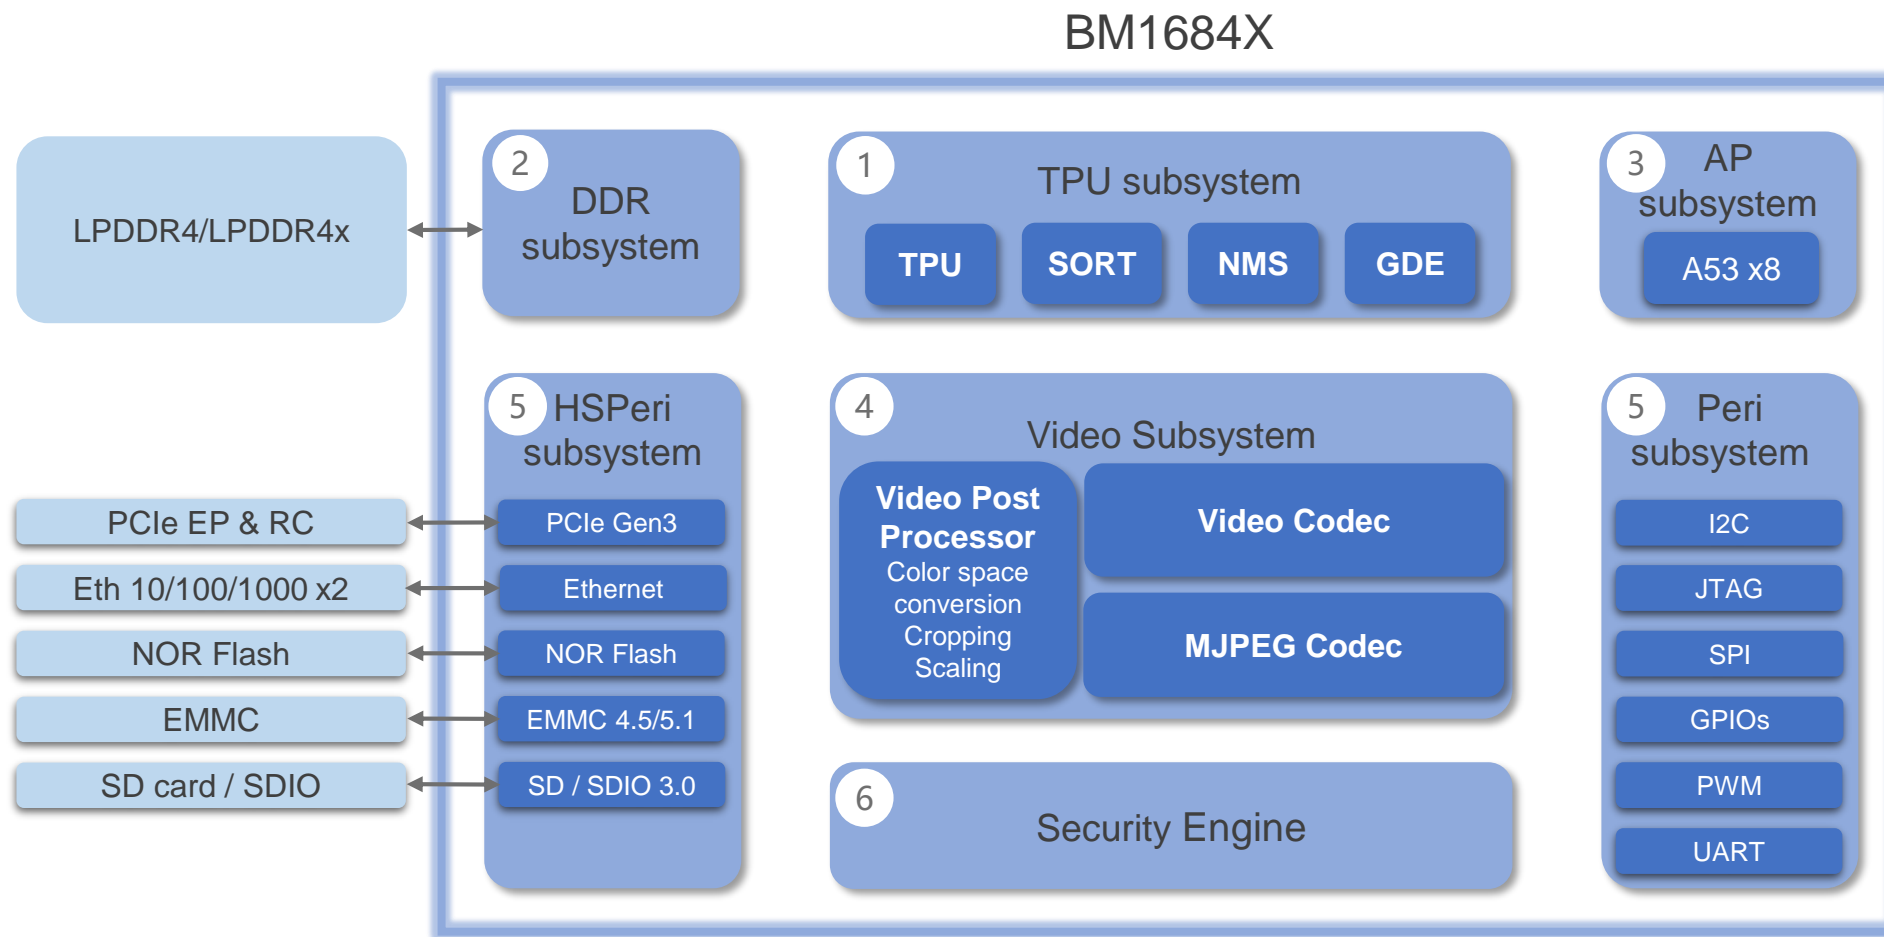 BM1684X
LPDDR4/LPDDR4x
2
DDR
subsystem
1
TPU subsystem
TPU
SORT
NMS
GDE
3
AP
subsystem
A53 x8
PCIe EP & RC
Eth 10/100/1000 x2
NOR Flash
EMMC
SD card / SDIO
5
HSPeri
subsystem
PCIe Gen3
Ethernet
NOR Flash
EMMC 4.5/5.1
SD / SDIO 3.0
4
Video Subsystem
Video Post
Processor
Color space
conversion
Cropping
Scaling
Video Codec
MJPEG Codec
6
Security Engine
5
Peri
subsystem
I2C
JTAG
SPI
GPIOs
PWM
UART